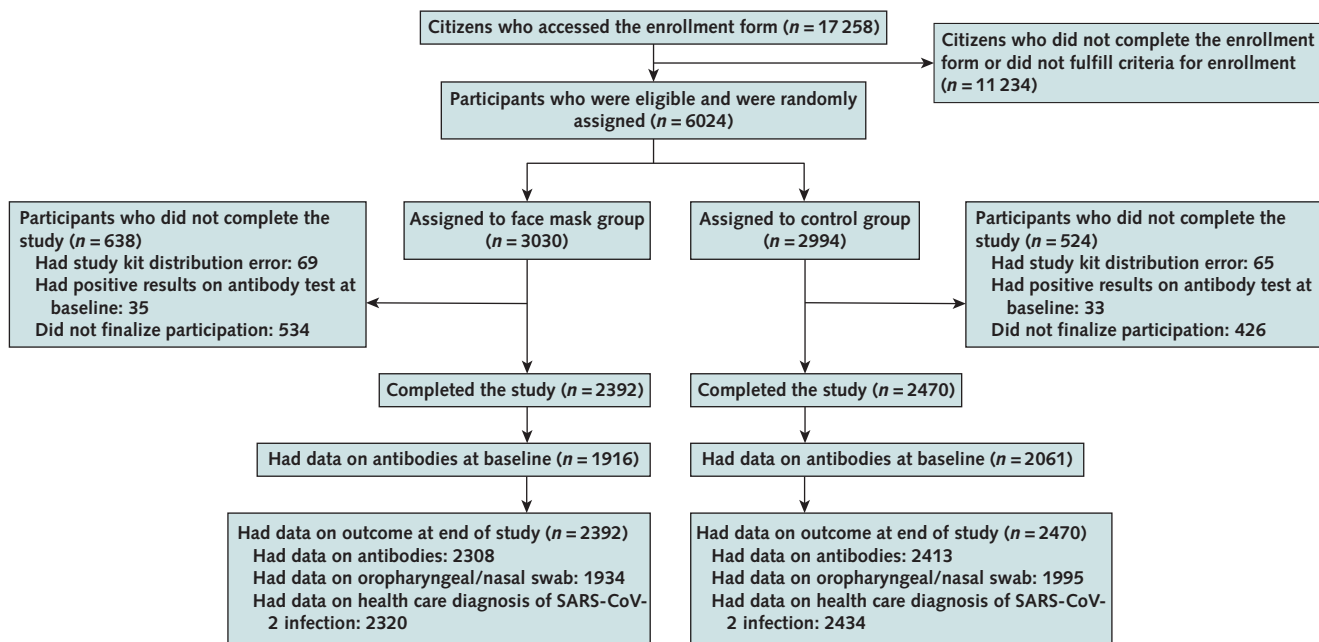 Citizens who accessed the enrollment form (n = 17 258)
Citizens who did not complete the enrollment
form or did not fulfill criteria for enrollment
(n = 11 234)
Participants who were eligible and were randomly
assigned (n = 6024)
Participants who did not complete the
study (n = 638)
Had study kit distribution error: 69
Had positive results on antibody test at
baseline: 35
Did not finalize participation: 534
Assigned to face mask group
(n = 3030)
Assigned to control group
(n = 2994)
Participants who did not complete the
study (n = 524)
Had study kit distribution error: 65
Had positive results on antibody test at
baseline: 33
Did not finalize participation: 426
Completed the study (n = 2392)
Completed the study (n = 2470)
Had data on antibodies at baseline (n = 1916)
Had data on antibodies at baseline (n = 2061)
Had data on outcome at end of study (n = 2392)
Had data on antibodies: 2308
Had data on oropharyngeal/nasal swab: 1934
Had data on health care diagnosis of SARS-CoV-
2 infection: 2320
Had data on outcome at end of study (n = 2470)
Had data on antibodies: 2413
Had data on oropharyngeal/nasal swab: 1995
Had data on health care diagnosis of SARS-CoV-
2 infection: 2434